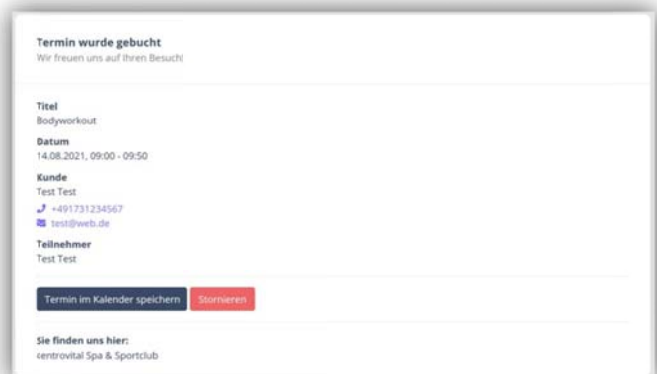 Termin wurde gebucht
Wir freuen uns auf Ihren Besuch!
Titel
Bodyworkout
Datum
14.08.2021, 09:00 - 09:50
Kunde
Test Test
+491731234567
test@web.de
Teilnehmer
Test Test
Termin im Kalender speichern Stornieren
Sie finden uns hier:
kentrovital Spa & Sportclub